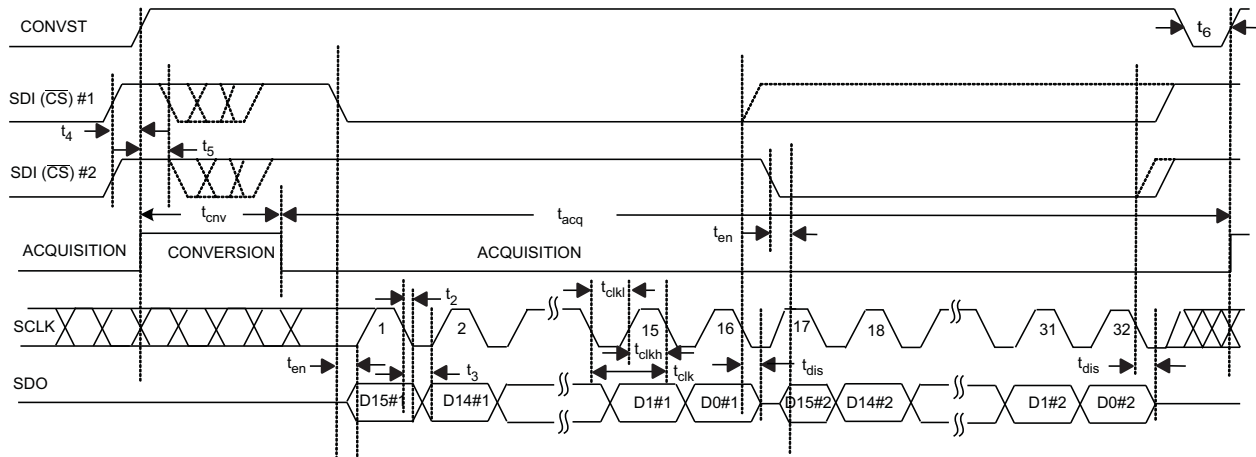 CONVST
t6
SDI (CS) #1
t4
t5
SDI (CS) #2
tcnv
tacq
ten
ACQUISITION
CONVERSION
ACQUISITION
t2
tclkl
SCLK
1
2
15
16
17
18
31
32
tclkh
ten
t3
tclk
tdis
tdis
SDO
D15#1
D14#1
D1#1
D0#1
D15#2
D14#2
D1#2
D0#2